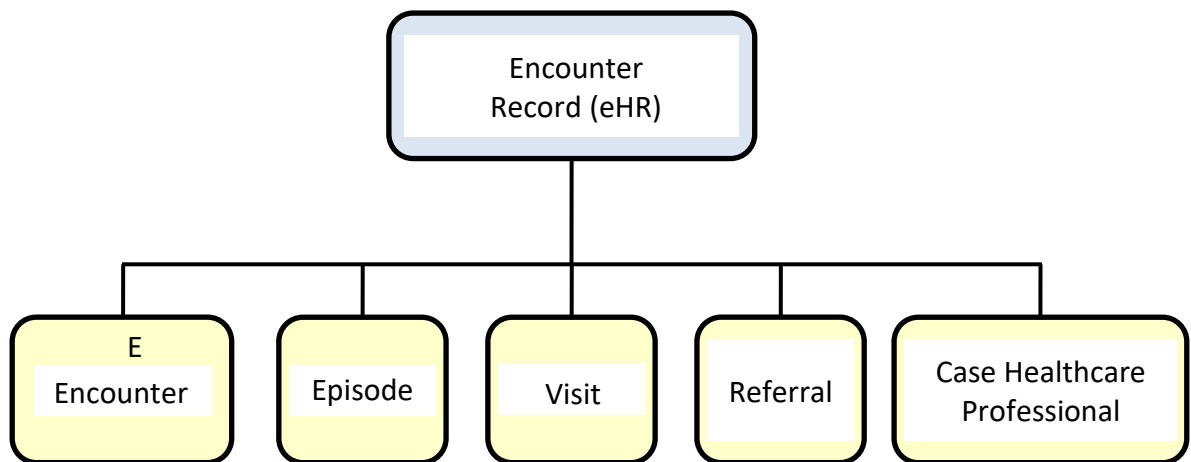 Encounter
Record (eHR)
E
Encounter
Episode
Visit
Referral
Case Healthcare
Professional